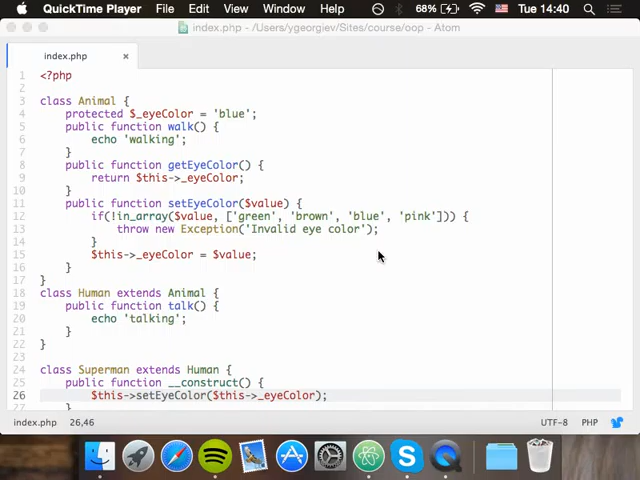 QuickTime Player File Edit View Window Help 68% Tue 14:40
index.php - /Users/ygeorgiev/Sites/course/oop - Atom
index.php
1 <?php
2
3 class Animal {
4 protected $_eyeColor = 'blue';
5 public function walk() {
6 echo 'walking';
7 }
8 public function getEyeColor() {
9 return $this->_eyeColor;
10 }
11 public function setEyeColor($value) {
12 if(!in_array($value, ['green', 'brown', 'blue', 'pink'])) {
13 throw new Exception('Invalid eye color');
14 }
15 $this->_eyeColor = $value;
16 }
17 }
18 class Human extends Animal {
19 public function talk() {
20 echo 'talking';
21 }
22 }
23
24 class Superman extends Human {
25 public function __construct() {
26 $this->setEyeColor($this->_eyeColor);
}
index.php 26,46 UTF-8 PHP